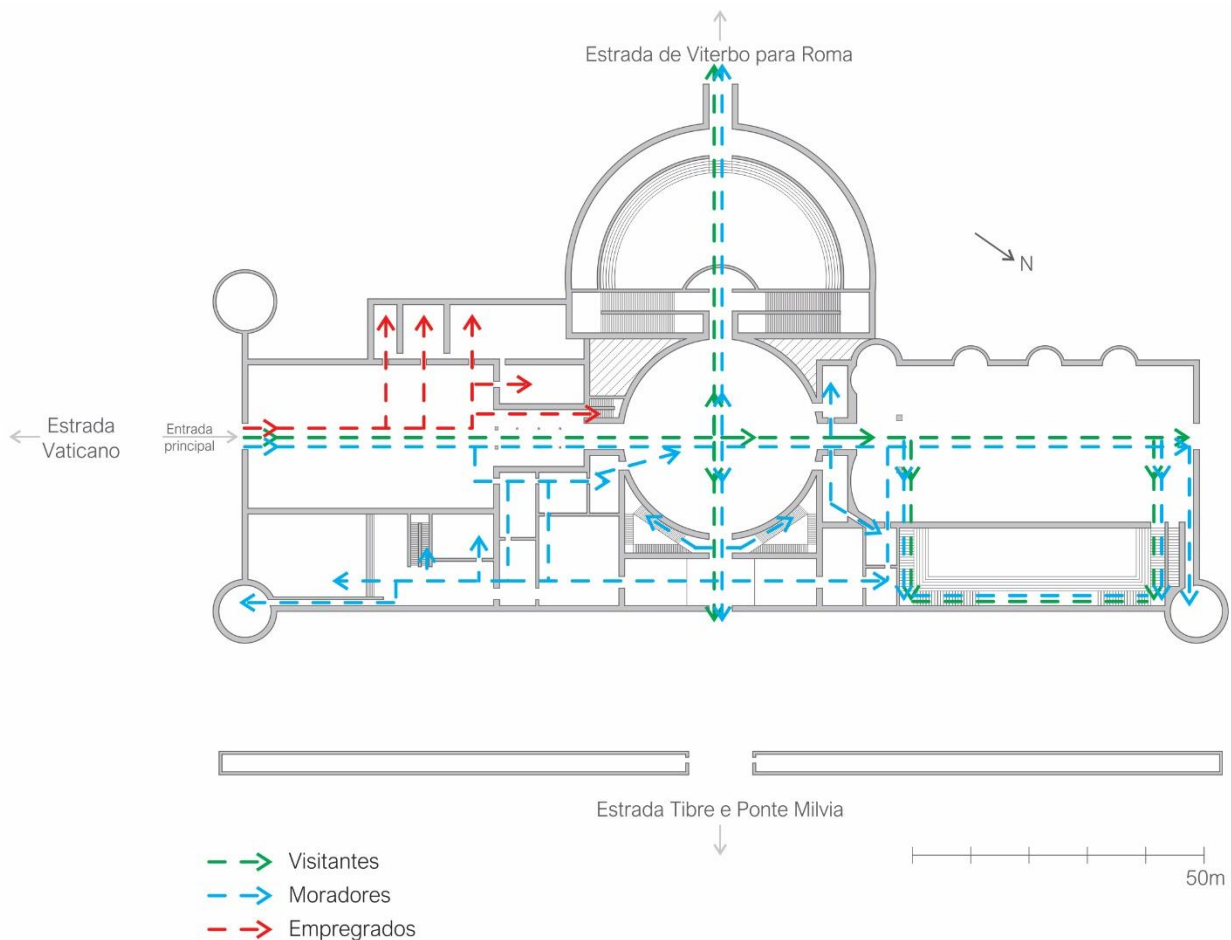 Estrada de Viterbo para Roma
N
Estrada
Vaticano
Entrada
principal
Estrada Tibre e Ponte Milvia
Visitantes
Moradores
Empregrados
50m